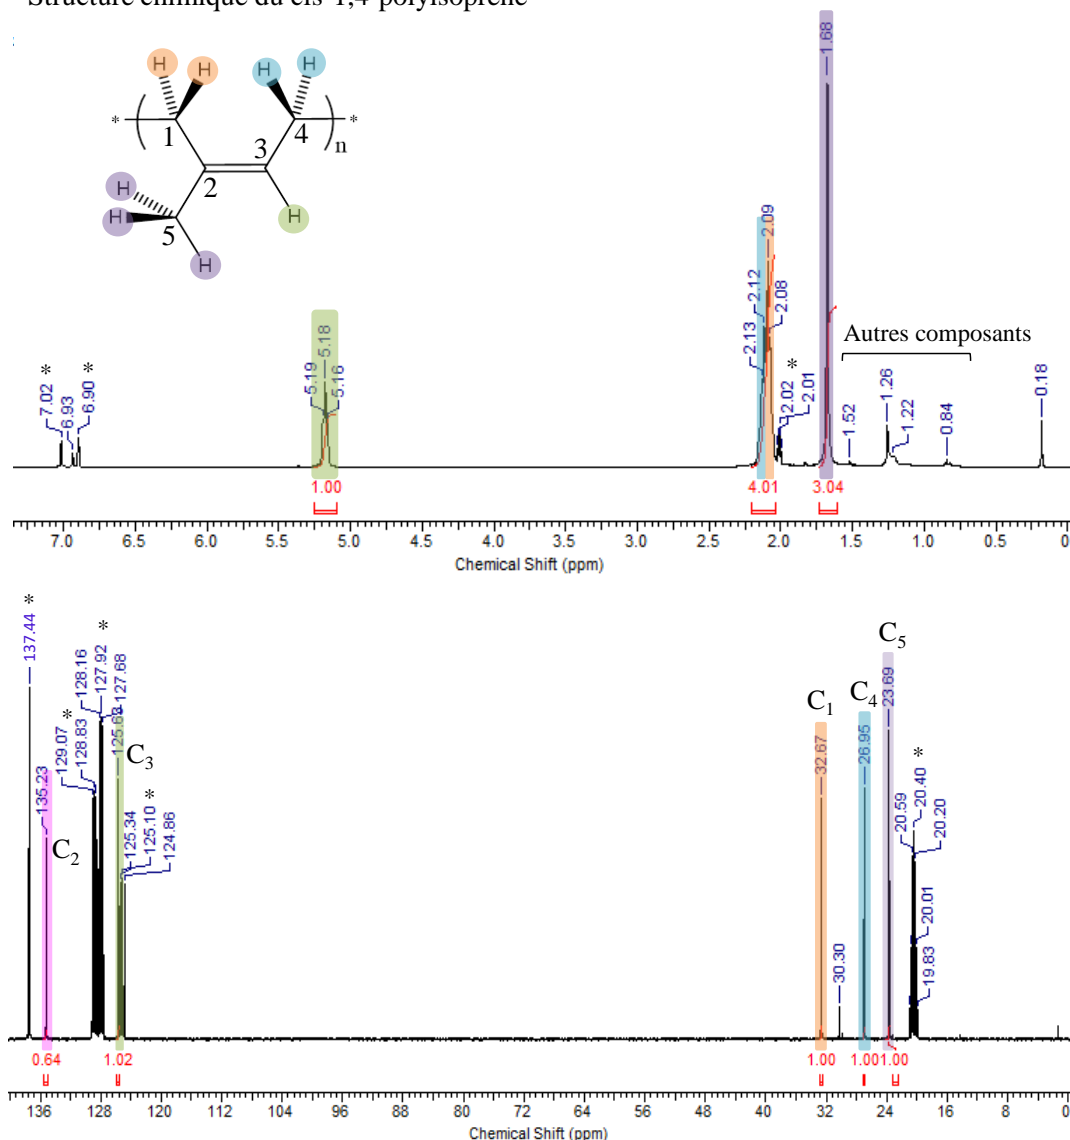 Structure chimique du cis-1,4-polyisoprène
H H H H
* ( ) n *
1 2 3 4 5
H H H H
7.02 * 6.93 6.90 *
5.19 5.18 5.16
2.13 2.12 2.09 2.08 2.02 * 2.01
1.68
Autres composants
1.52 1.26 1.22 0.84 0.18
1.00 4.01 3.04
7.0 6.5 6.0 5.5 5.0 4.5 4.0 3.5 3.0 2.5 2.0 1.5 1.0 0.5
Chemical Shift (ppm)
137.44 * 135.23 129.07 * 128.83 128.16 127.92 * 127.68 125.63 125.34 125.10 * 124.86
C2 C3
C1 C4 C5
32.67 30.30 26.95 23.69 20.59 20.40 * 20.20 20.01 19.83
0.64 1.02 1.00 1.00 1.00
136 128 120 112 104 96 88 80 72 64 56 48 40 32 24 16 8 0
Chemical Shift (ppm)